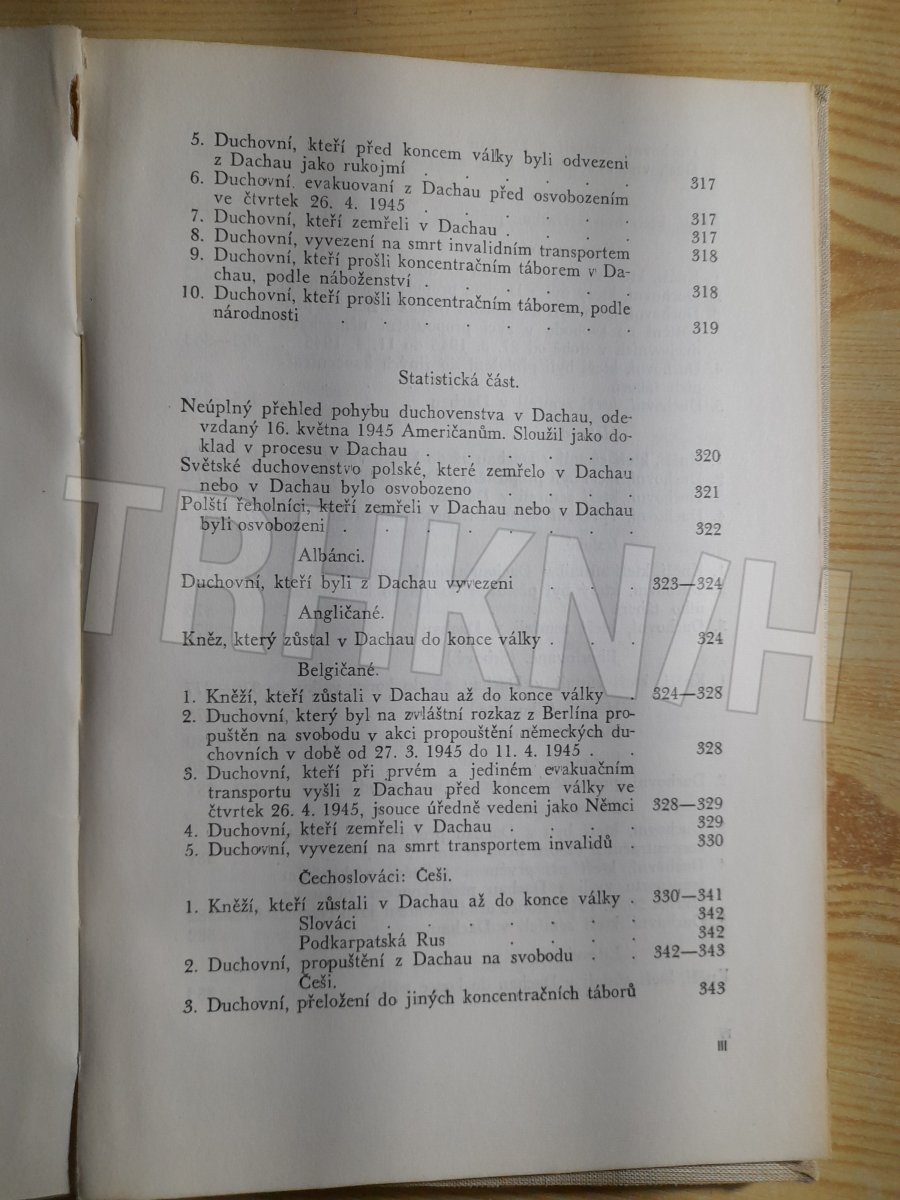 5. Duchovní, kteří před koncem války byli odvezeni
z Dachau jako rukojmí . . . . . . 317
6. Duchovní, evakuovaní z Dachau před osvobozením
ve čtvrtek 26. 4. 1945 . . . . . . 317
7. Duchovní, kteří zemřeli v Dachau . . . . 317
8. Duchovní, vyvezení na smrt invalidním transportem 318
9. Duchovní, kteří prošli koncentračním táborem v Da-
chau, podle náboženství . . . . . . 318
10. Duchovní, kteří prošli koncentračním táborem, podle
národnosti . . . . . . . . 319
Statistická část.
Neúplný přehled pohybu duchovenstva v Dachau, ode-
vzdaný 16. května 1945 Američanům. Sloužil jako do-
klad v procesu v Dachau . . . . . . 320
Světské duchovenstvo polské, které zemřelo v Dachau
nebo v Dachau bylo osvobozeno . . . . 321
Polští řeholníci, kteří zemřeli v Dachau nebo v Dachau
byli osvobozeni . . . . . . . . 322
Albánci.
Duchovní, kteří byli z Dachau vyvezeni . . . 323—324
Angličané.
Kněz, který zůstal v Dachau do konce války . . . 324
Belgičané.
1. Kněží, kteří zůstali v Dachau až do konce války . 324—328
2. Duchovní, který byl na zvláštní rozkaz z Berlína pro-
puštěn na svobodu v akci propouštění německých du-
chovních v době od 27. 3. 1945 do 11. 4. 1945 . . 328
3. Duchovní, kteří při prvém a jediném evakuačním
transportu vyšli z Dachau před koncem války ve
čtvrtek 26. 4. 1945, jsouce úředně vedeni jako Němci 328—329
4. Duchovní, kteří zemřeli v Dachau . . . . 329
5. Duchovní, vyvezení na smrt transportem invalidů . 330
Čechoslováci: Češi.
1. Kněží, kteří zůstali v Dachau až do konce války . 330—341
Slováci . . . . . . . 342
Podkarpatská Rus . . . . 342
2. Duchovní, propuštění z Dachau na svobodu . . 342—343
Češi.
3. Duchovní, přeložení do jiných koncentračních táborů 343
III
TRHKNIH